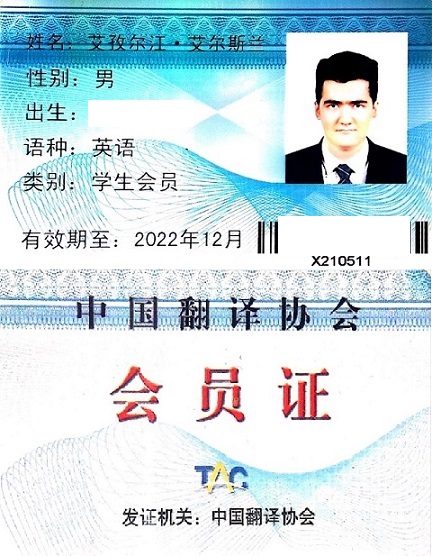 姓名：艾孜尔江·艾尔斯兰
性别：男
出生：
语种：英语
类别：学生会员
有效期至：2022年12月
X210511
中国翻译协会
会员证
TAC
发证机关：中国翻译协会